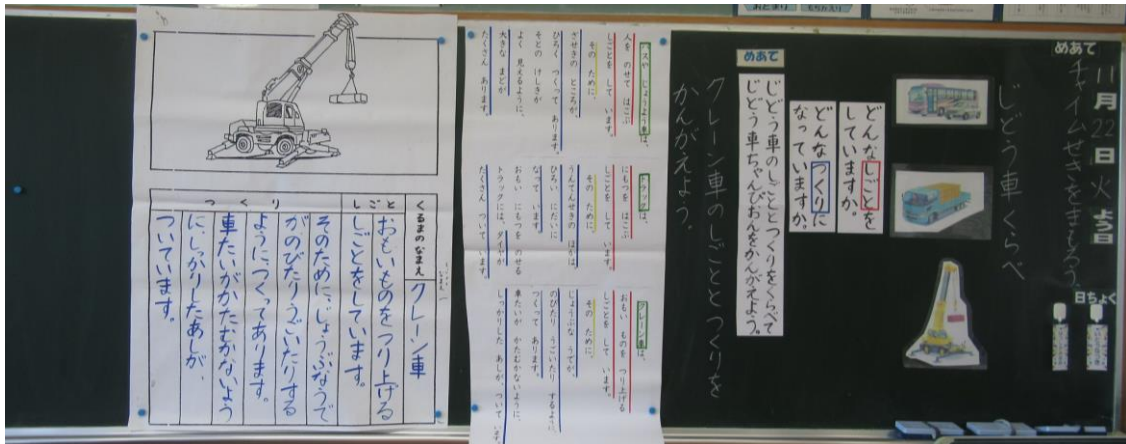 11月22日火よう日
日ちょく
めあて
チャイムせきをまもろう。
じどう車くらべ
どんなしごとを
していますか。
どんなつくりに
なっていますか。
めあて
じどう車のしごととつくりをくらべて
じどう車ちゃんぴおんをかんがえよう。
クレーン車のしごととつくりを
かんがえよう。
バスや じょうよう車は、
人を のせて はこぶ
しごとを して います。
その ために、
ざせきの ところが、
ひろく つくって あります。
そとの けしきが
よく 見えるように、
大きな まどが
たくさん あります。
トラックは、
にもつを はこぶ
しごとを して います。
その ために、
うんてんせきの ほかは、
ひろい にだいに
なって います。
おもい にもつを のせる
トラックには、タイヤが
たくさん ついて います。
クレーン車は、
おもい ものを つり上げる
しごとを して います。
その ために、
じょうぶな うでが、
のびたり うごいたり するように、
つくって あります。
車たいが かたむかないように、
しっかりした あしが、ついて います。
なまえ
くるまのなまえ
クレーン車
しごと
おもいものをつり上げる
しごとをしています。
つくり
そのために、じょうぶなうで
がのびたりうごいたりする
ようにつくってあります。
車たいがかたむかないよう
に、しっかりしたあしが、
ついています。